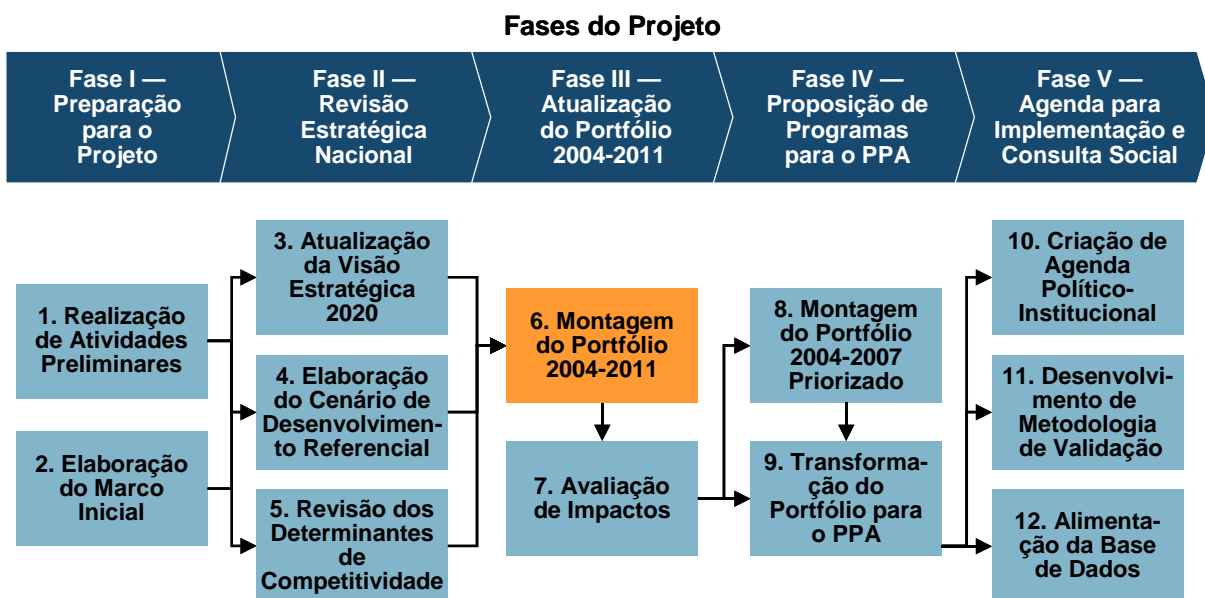 Fases do Projeto
Fase I —
Preparação
para o
Projeto
Fase II —
Revisão
Estratégica
Nacional
Fase III —
Atualização
do Portfólio
2004-2011
Fase IV —
Proposição de
Programas
para o PPA
Fase V —
Agenda para
Implementação e
Consulta Social
1. Realização
de Atividades
Preliminares
2. Elaboração
do Marco
Inicial
3. Atualização
da Visão
Estratégica
2020
4. Elaboração
do Cenário de
Desenvolvimen-
to Referencial
5. Revisão dos
Determinantes
de
Competitividade
6. Montagem
do Portfólio
2004-2011
7. Avaliação
de Impactos
8. Montagem
do Portfólio
2004-2007
Priorizado
9. Transforma-
ção do
Portfólio para
o PPA
10. Criação de
Agenda
Político-
Institucional
11. Desenvolvi-
mento de
Metodologia
de Validação
12. Alimenta-
ção da Base
de Dados